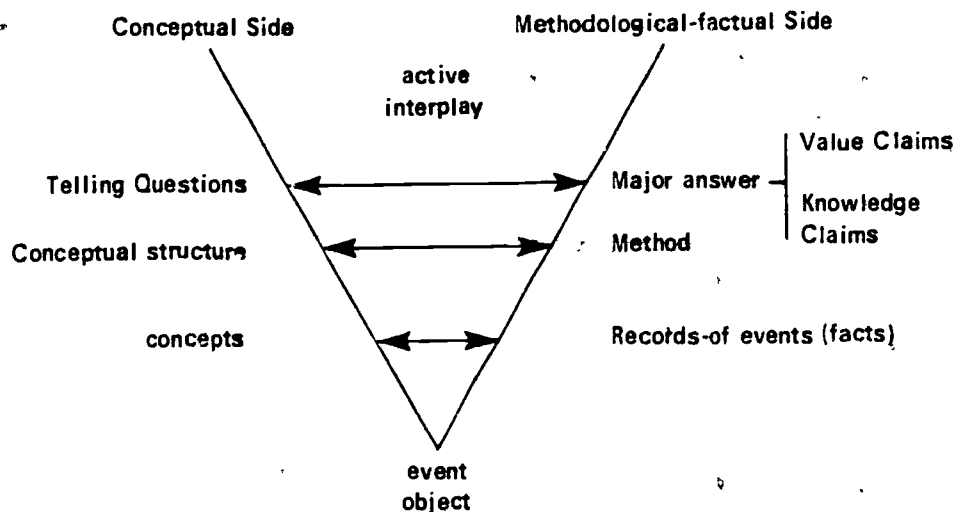 Conceptual Side
Methodological-factual Side
active
interplay
Telling Questions
Major answer
Value Claims
Knowledge
Claims
Conceptual structure
Method
concepts
Records-of events (facts)
event
object